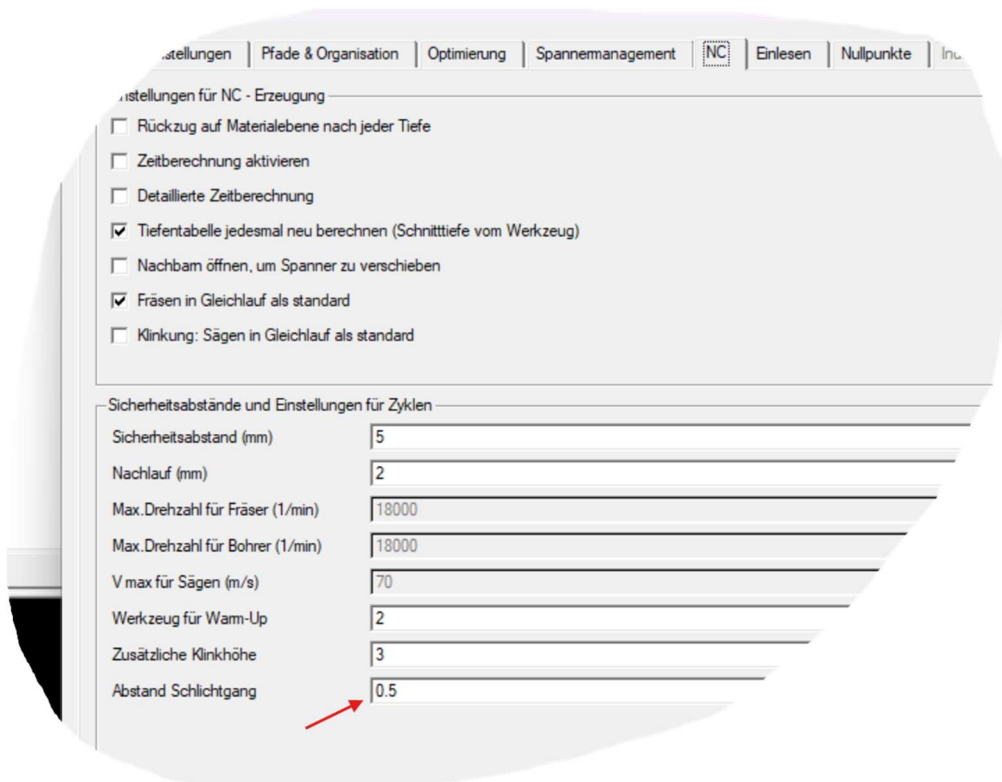 Pfade & Organisation Optimierung Spannermanagement NC Einlesen Nullpunkte
für NC - Erzeugung
Rückzug auf Materialebene nach jeder Tiefe
Zeitberechnung aktivieren
Detaillierte Zeitberechnung
Tiefentabelle jedesmal neu berechnen (Schnitttiefe vom Werkzeug)
Nachbarn öffnen, um Spanner zu verschieben
Fräsen in Gleichlauf als standard
Klinkung: Sägen in Gleichlauf als standard
Sicherheitsabstände und Einstellungen für Zyklen
Sicherheitsabstand (mm) 5
Nachlauf (mm) 2
Max.Drehzahl für Fräser (1/min) 18000
Max.Drehzahl für Bohrer (1/min) 18000
V max für Sägen (m/s) 70
Werkzeug für Warm-Up 2
Zusätzliche Klinkhöhe 3
Abstand Schlichtgang 0.5